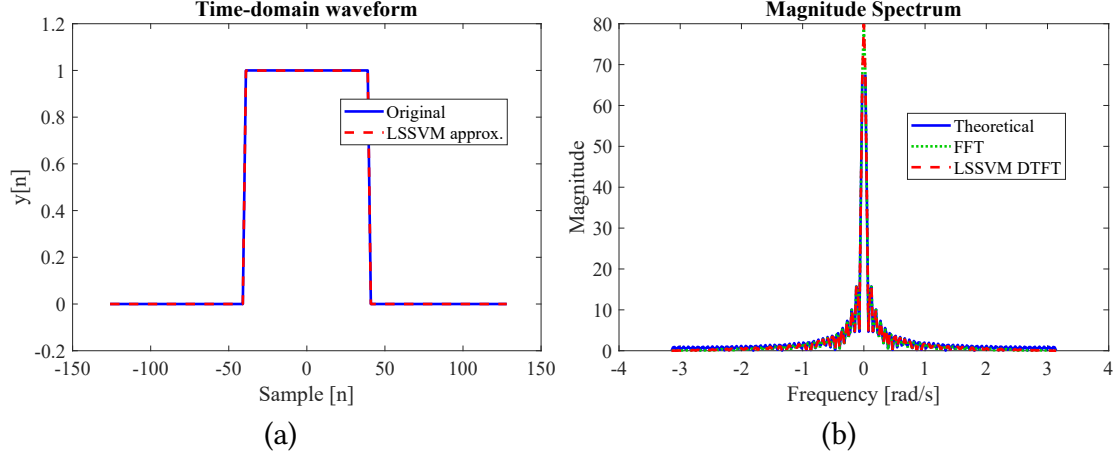 Time-domain waveform
1.2
1
0.8
0.6
0.4
0.2
0
-0.2
y[n]
Original
LSSVM approx.
-150
-100
-50
0
50
100
150
Sample [n]
(a)
Magnitude Spectrum
80
70
60
50
40
30
20
10
0
Magnitude
Theoretical
FFT
LSSVM DTFT
-4
-3
-2
-1
0
1
2
3
4
Frequency [rad/s]
(b)